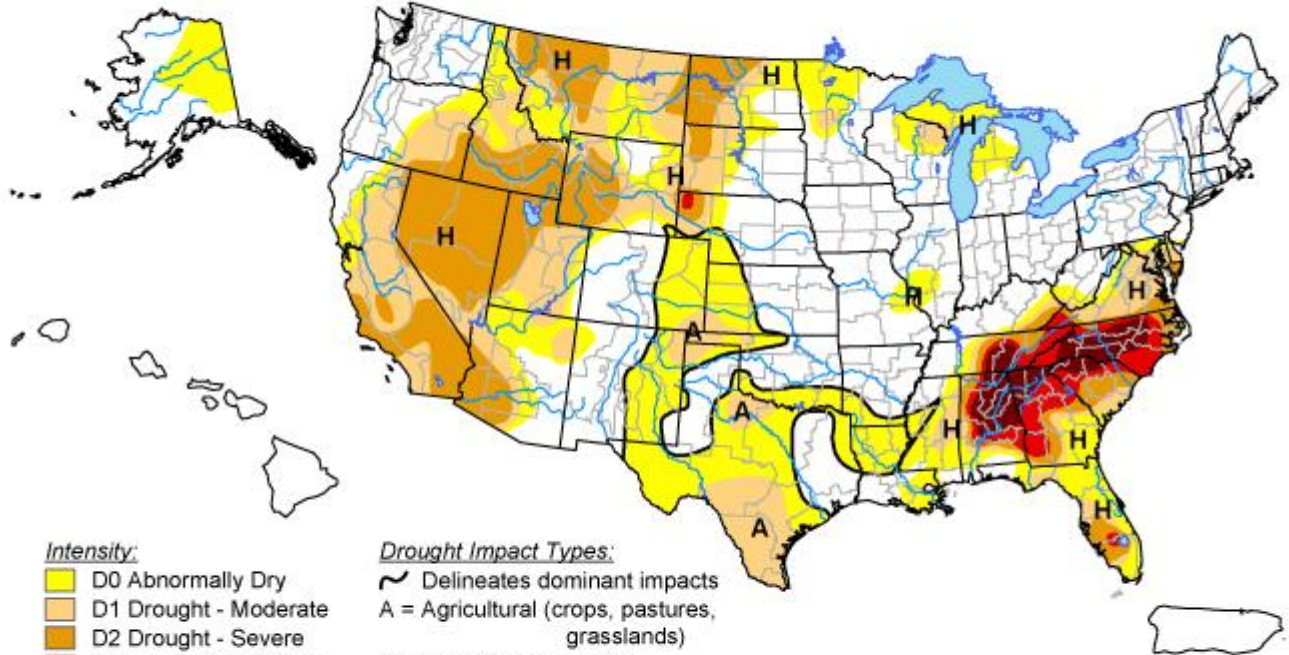 H
H
H
H
H
H
H
H
A
A
H
H
H
A
Intensity:
D0 Abnormally Dry
D1 Drought - Moderate
D2 Drought - Severe
Drought Impact Types:
Delineates dominant impacts
A = Agricultural (crops, pastures,
grasslands)